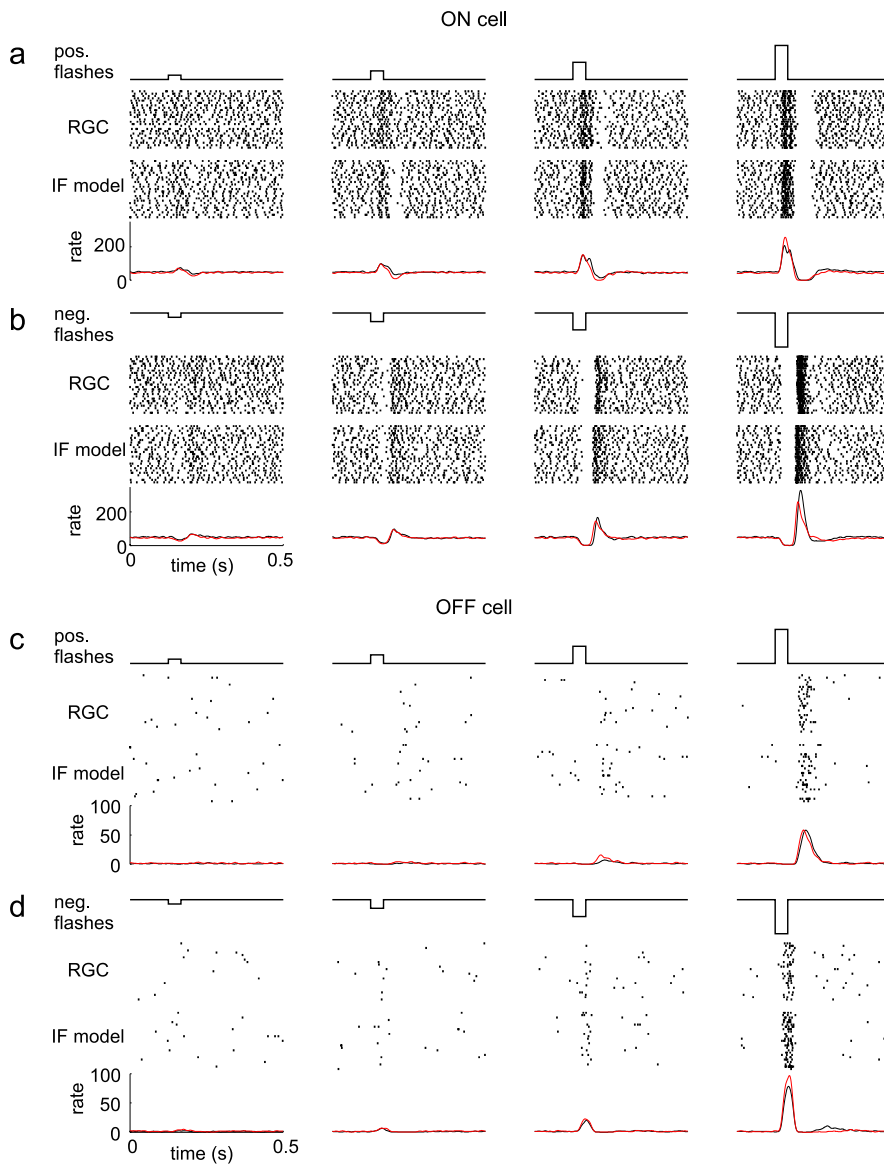 ON cell
a
pos.
flashes
RGC
IF model
rate
200
0
b
neg.
flashes
RGC
IF model
rate
200
0
0
0.5
time (s)
OFF cell
c
pos.
flashes
RGC
IF model
rate
100
50
0
d
neg.
flashes
RGC
IF model
rate
100
50
0
0
0.5
time (s)